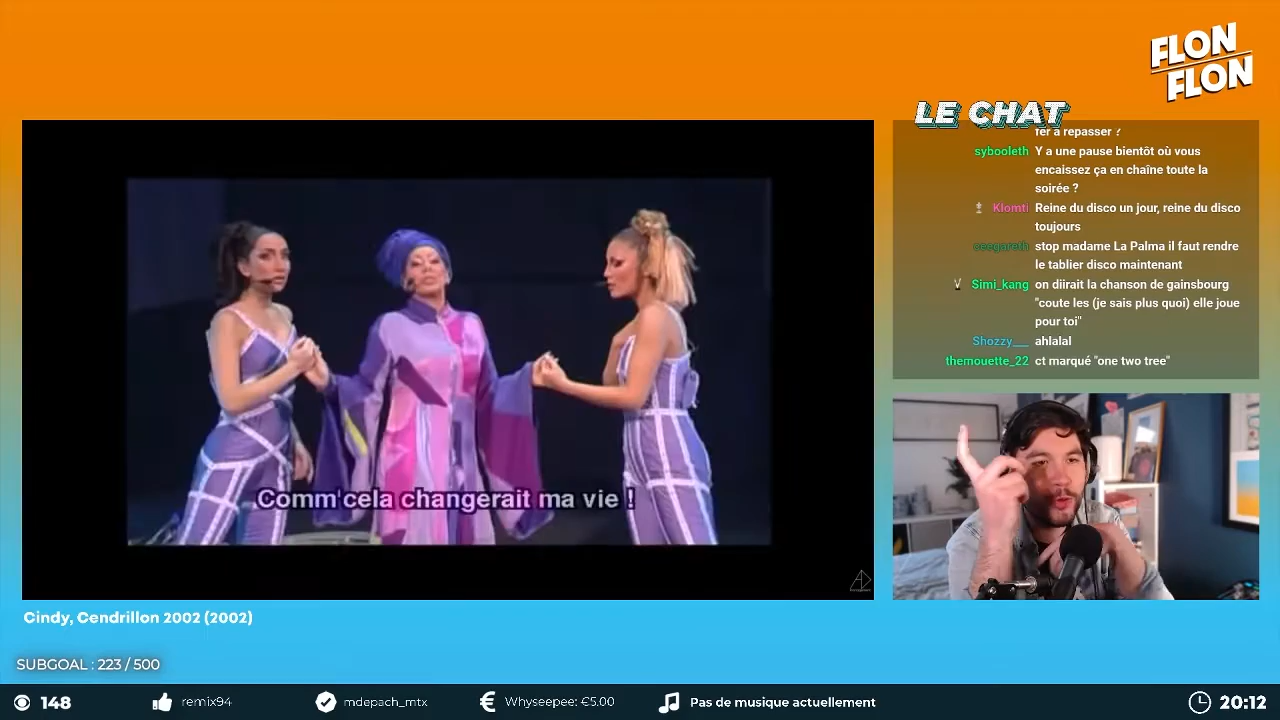 FLON
FLON
LE CHAT
fer à repasser ?
sybooleth Y a une pause bientôt où vous
encaissez ça en chaîne toute la
soirée ?
Klomti Reine du disco un jour, reine du disco
toujours
ceegareth stop madame La Palma il faut rendre
le tablier disco maintenant
Simi_kang on diirait la chanson de gainsbourg
"coute les (je sais plus quoi) elle joue
pour toi"
Shozzy__ ahlalal
themouette_22 ct marqué "one two tree"
Comm'cela changerait ma vie !
Cindy, Cendrillon 2002 (2002)
SUBGOAL : 223 / 500
148
remix94
mdepach_mtx
€ Whyseepee: €5.00
Pas de musique actuellement
20:12